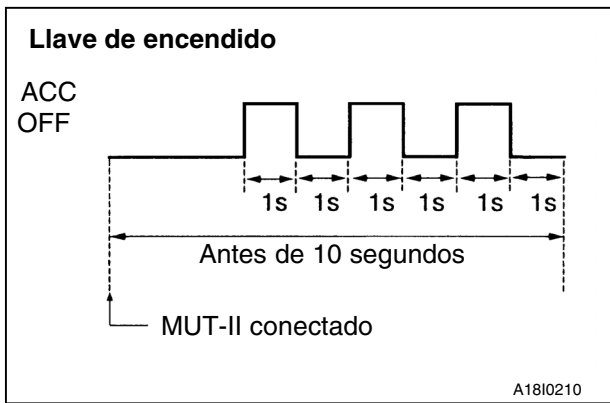 Llave de encendido
ACC
OFF
1s 1s 1s 1s 1s 1s
Antes de 10 segundos
MUT-II conectado
A18I0210